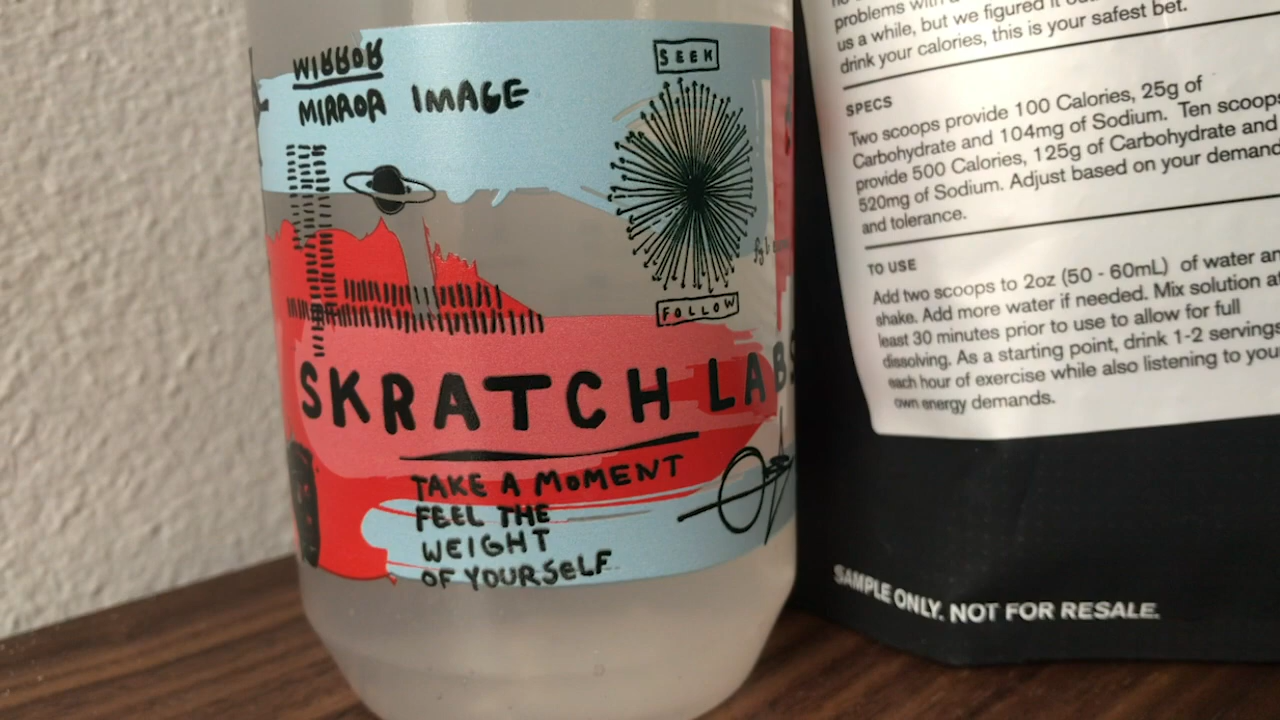 MIRROR
MIRROR IMAGE
SEEK
FOLLOW
SKRATCH LABS
TAKE A MOMENT
FEEL THE
WEIGHT
OF YOURSELF
problems with
us a while, but we figured it
drink your calories, this is your safest bet.
SPECS
Two scoops provide 100 Calories, 25g of
Carbohydrate and 104mg of Sodium. Ten scoops
provide 500 Calories, 125g of Carbohydrate and
520mg of Sodium. Adjust based on your demand
and tolerance.
TO USE
Add two scoops to 2oz (50 - 60mL) of water an
shake. Add more water if needed. Mix solution at
least 30 minutes prior to use to allow for full
dissolving. As a starting point, drink 1-2 servings
each hour of exercise while also listening to your
own energy demands.
SAMPLE ONLY. NOT FOR RESALE.